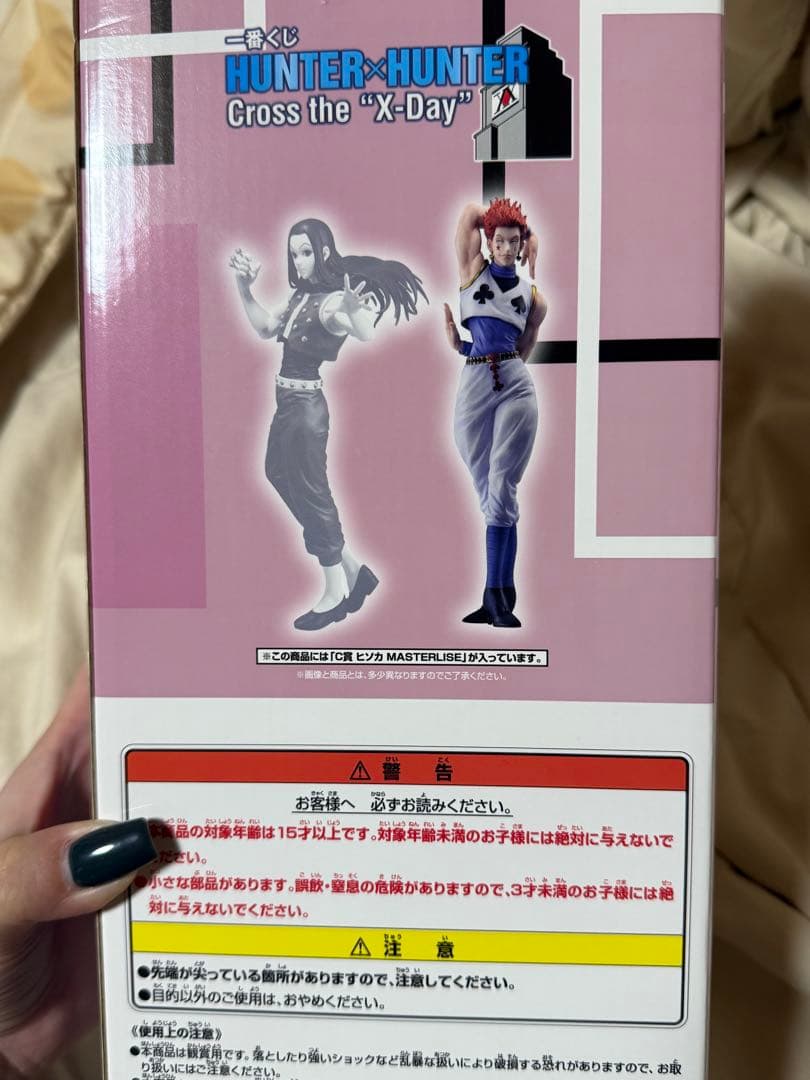 一番くじ
HUNTER×HUNTER
Cross the “X-Day”
※この商品には「C賞 ヒソカ MASTERLISE」が入っています。
※画像と商品とは、多少異なりますのでご了承ください。
警告
お客様へ 必ずお読みください。
品の対象年齢は15才以上です。対象年齢未満のお子様には絶対に与えないで
ください。
●小さな部品があります。誤飲・窒息の危険がありますので、3才未満のお子様には絶
対に与えないでください。
注意
●先端が尖っている箇所がありますので、注意してください。
●目的以外のご使用は、おやめください。
《使用上の注意》
●本商品は観賞用です。落としたり強いショックなど乱暴な扱いにより破損する恐れがありますので、お取
り扱いにはご注意ください。